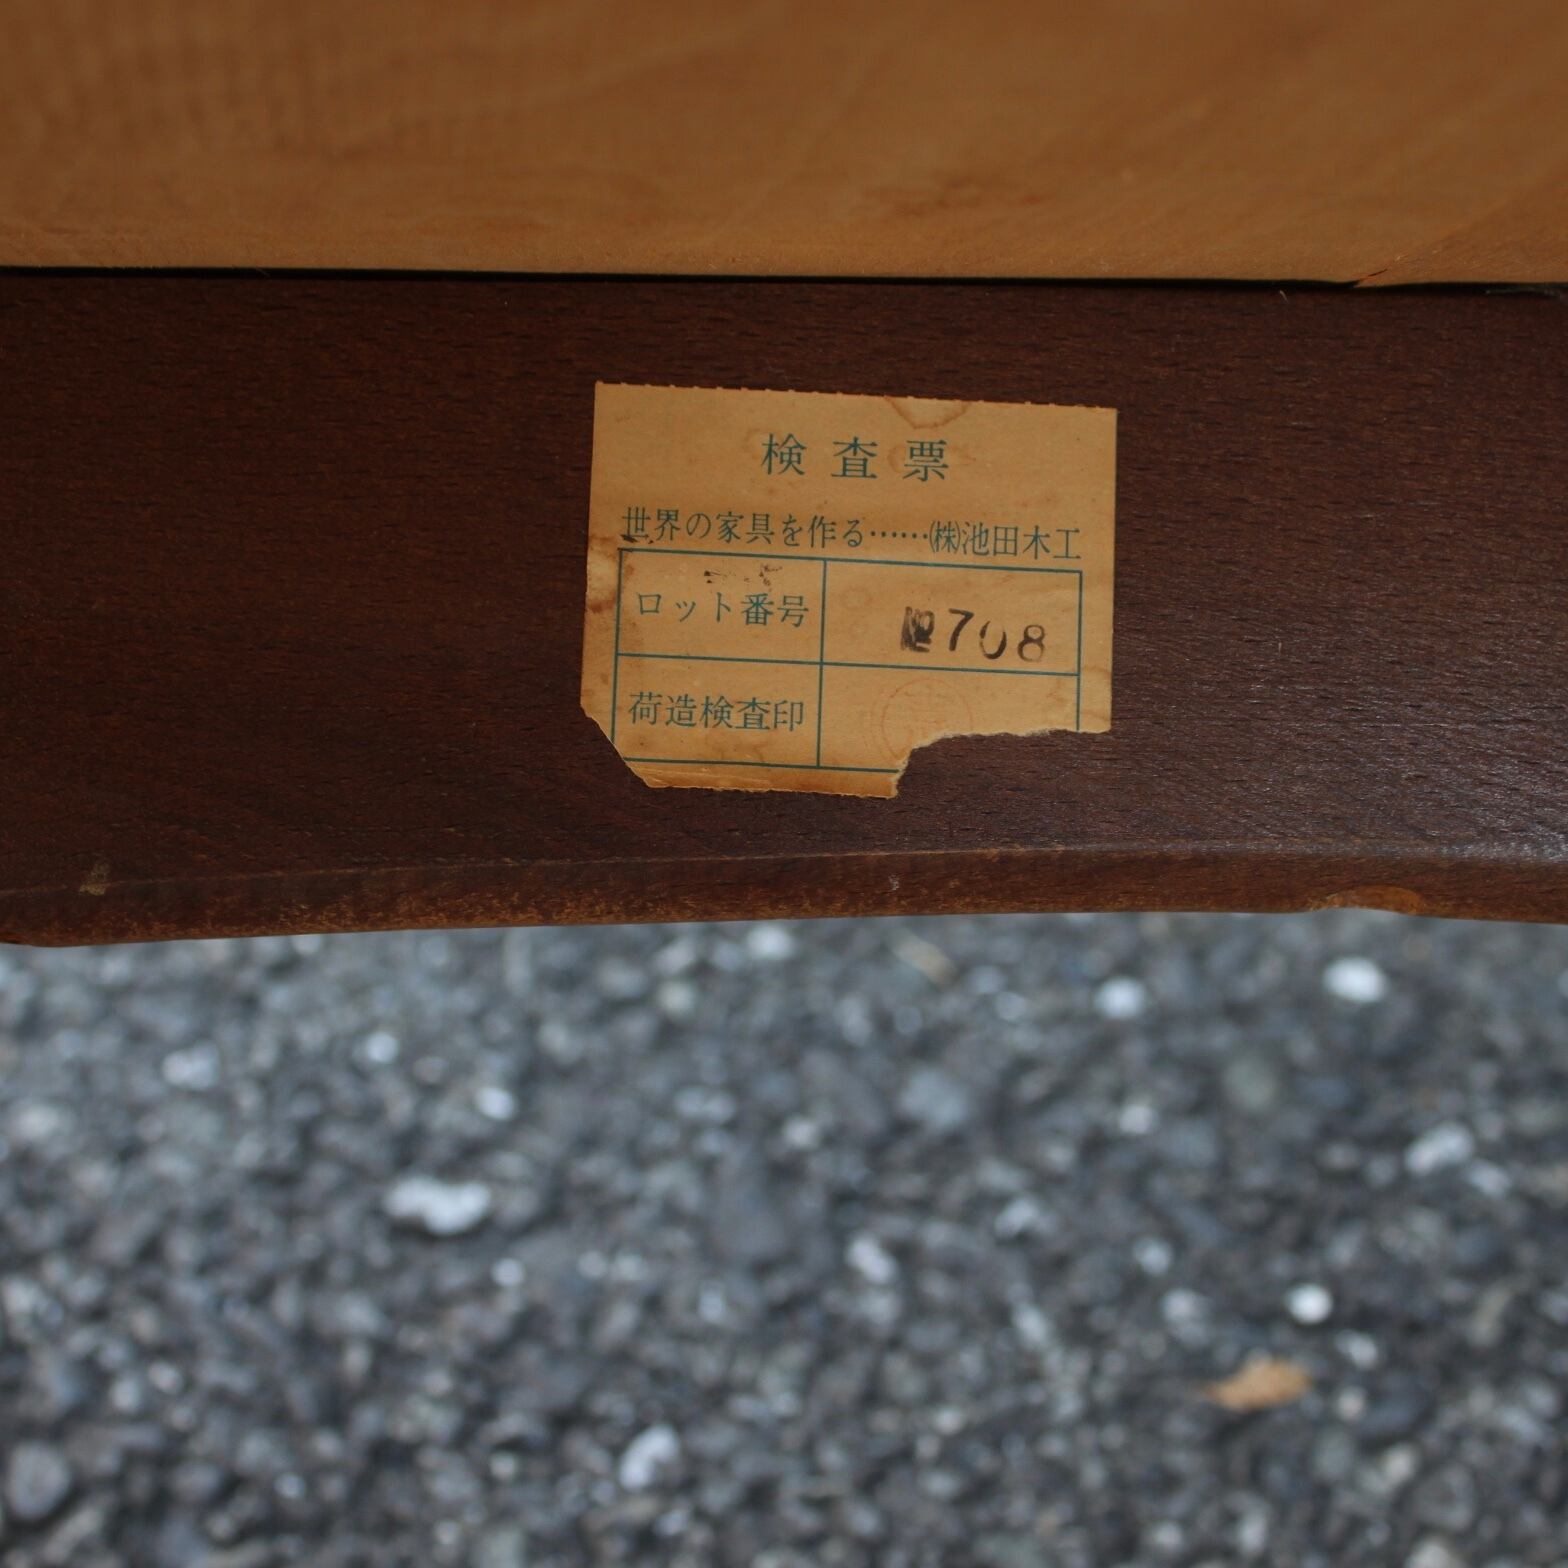 検査票
世界の家具を作る……㈱池田木工
ロット番号 2708
荷造検査印